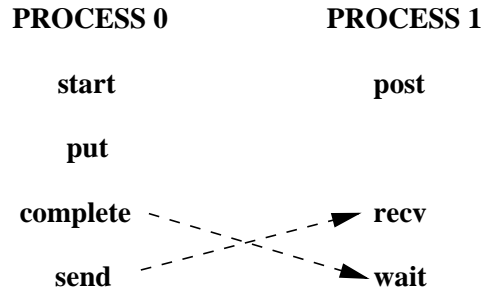 PROCESS 0 PROCESS 1
start post
put
complete recv
send wait